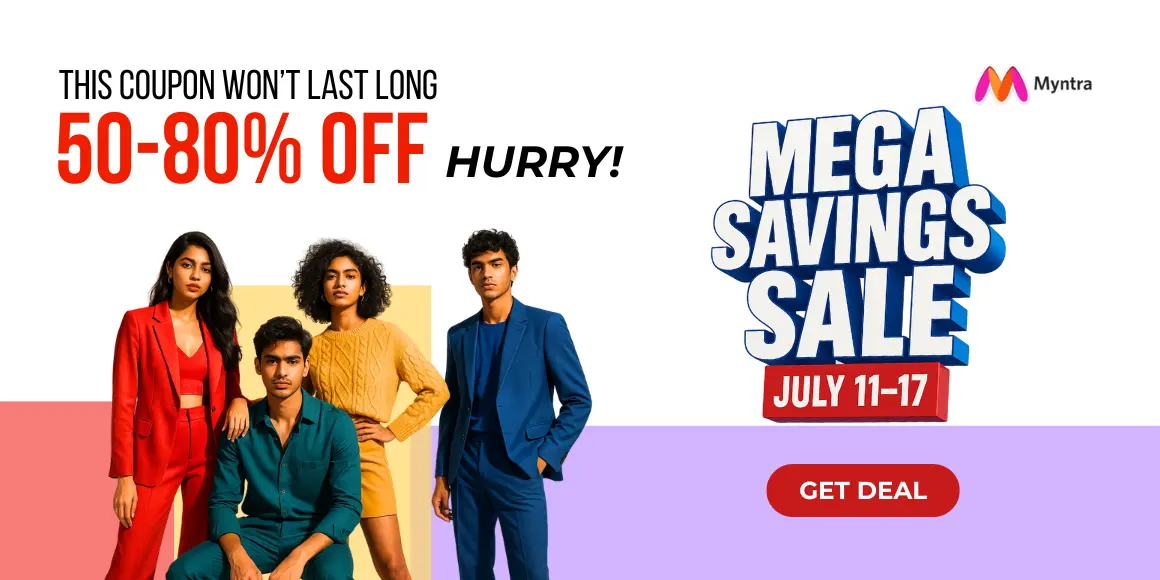 THIS COUPON WON'T LAST LONG
50-80% OFF HURRY!
Myntra
MEGA
SAVINGS
SALE
JULY 11–17
GET DEAL